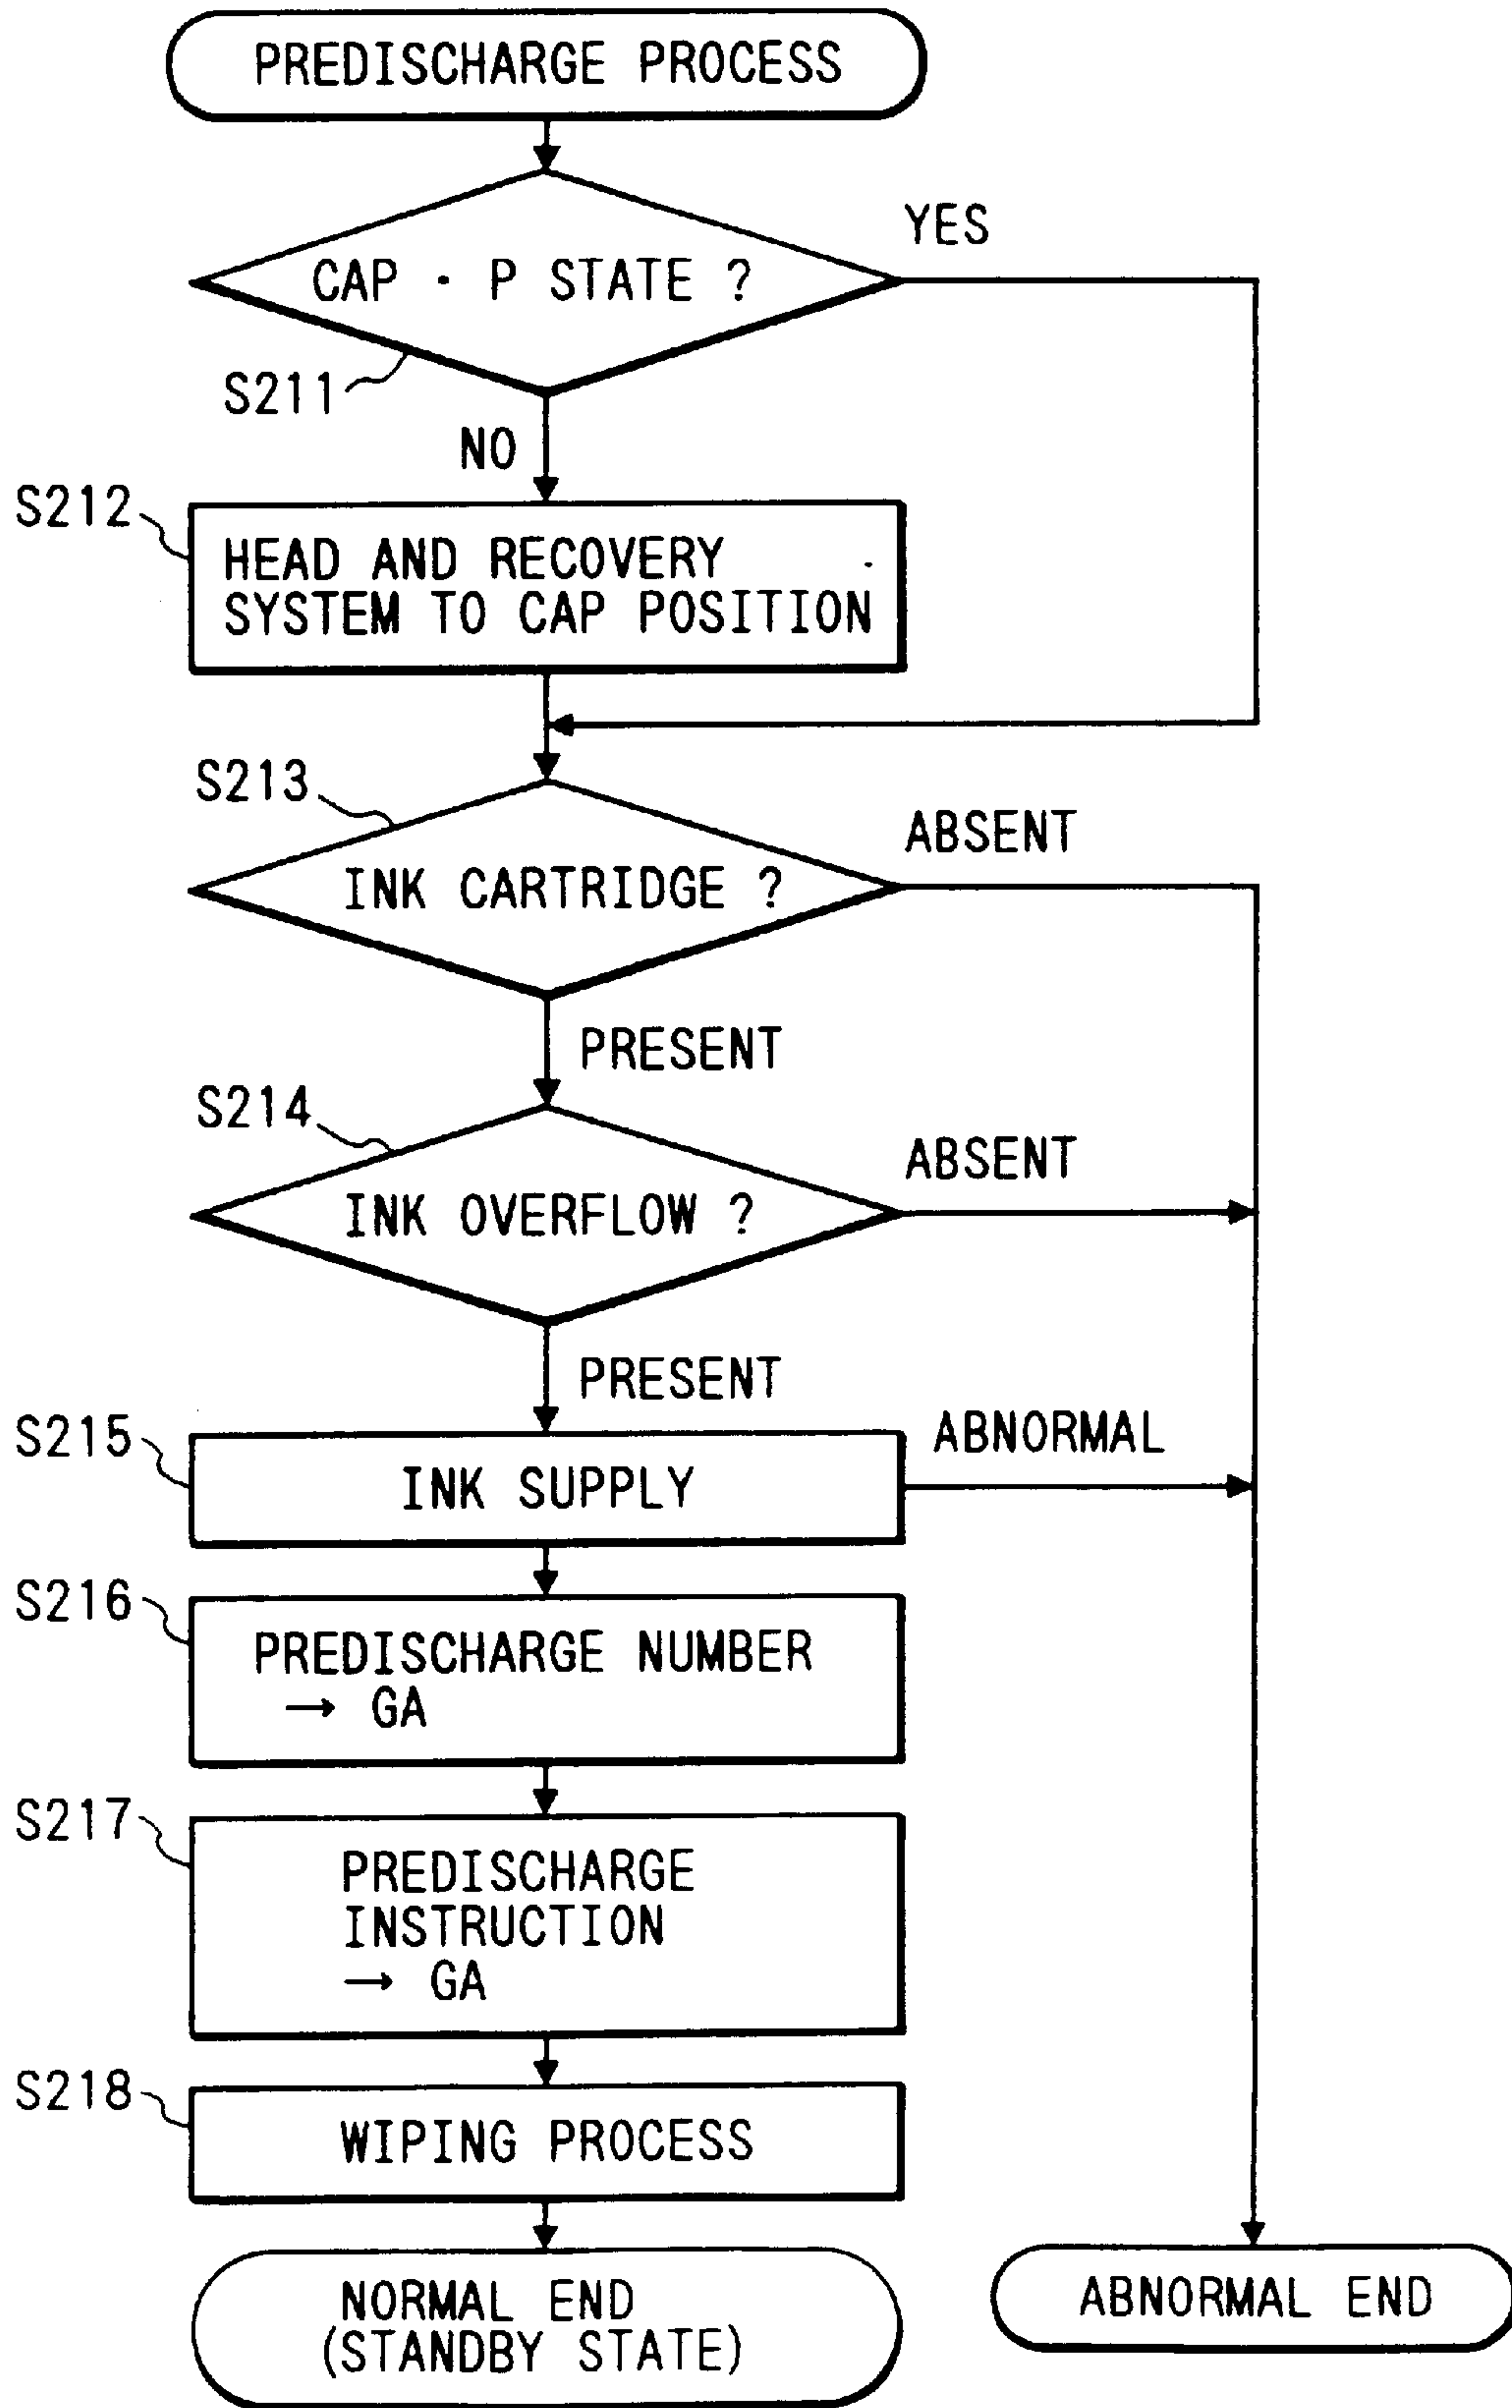 PREDISCHARGE PROCESS
YES
CAP · P STATE ?
S211
NO
S212
HEAD AND RECOVERY
SYSTEM TO CAP POSITION
S213
ABSENT
INK CARTRIDGE ?
PRESENT
S214
ABSENT
INK OVERFLOW ?
PRESENT
S215
ABNORMAL
INK SUPPLY
S216
PREDISCHARGE NUMBER
→ GA
S217
PREDISCHARGE
INSTRUCTION
→ GA
S218
WIPING PROCESS
NORMAL END
(STANDBY STATE)
ABNORMAL END